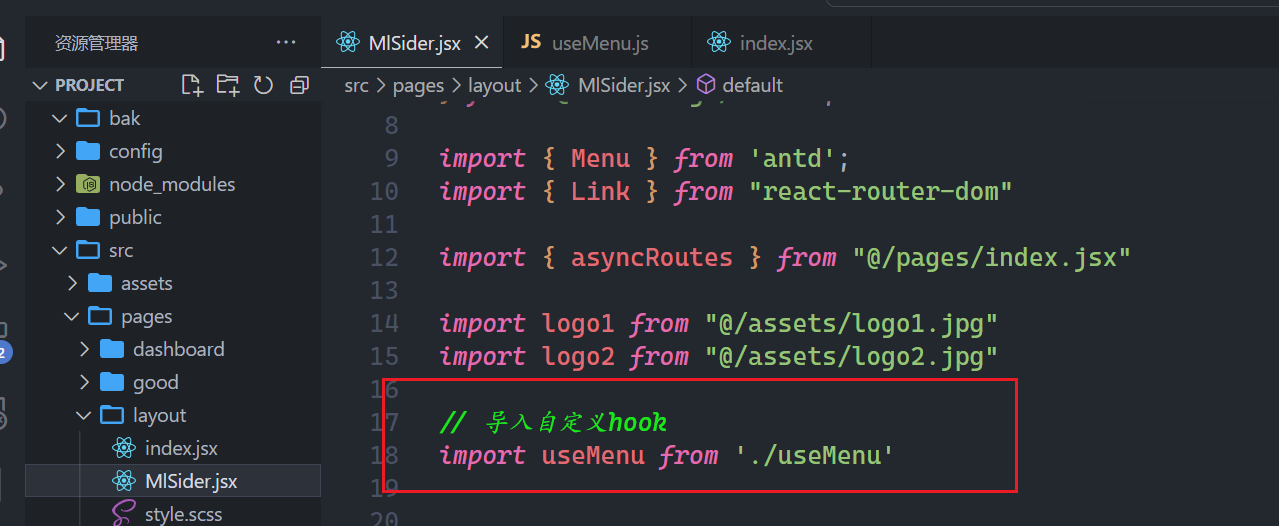 资源管理器
···
MlSider.jsx
JS useMenu.js
index.jsx
PROJECT
src > pages > layout > MlSider.jsx > default
bak
config
node_modules
public
src
assets
pages
dashboard
good
layout
index.jsx
MlSider.jsx
style.scss
2
8
9 import { Menu } from 'antd';
10 import { Link } from "react-router-dom"
11
12 import { asyncRoutes } from "@/pages/index.jsx"
13
14 import logo1 from "@/assets/logo1.jpg"
15 import logo2 from "@/assets/logo2.jpg"
16
17 // 导入自定义hook
18 import useMenu from './useMenu'
19
20